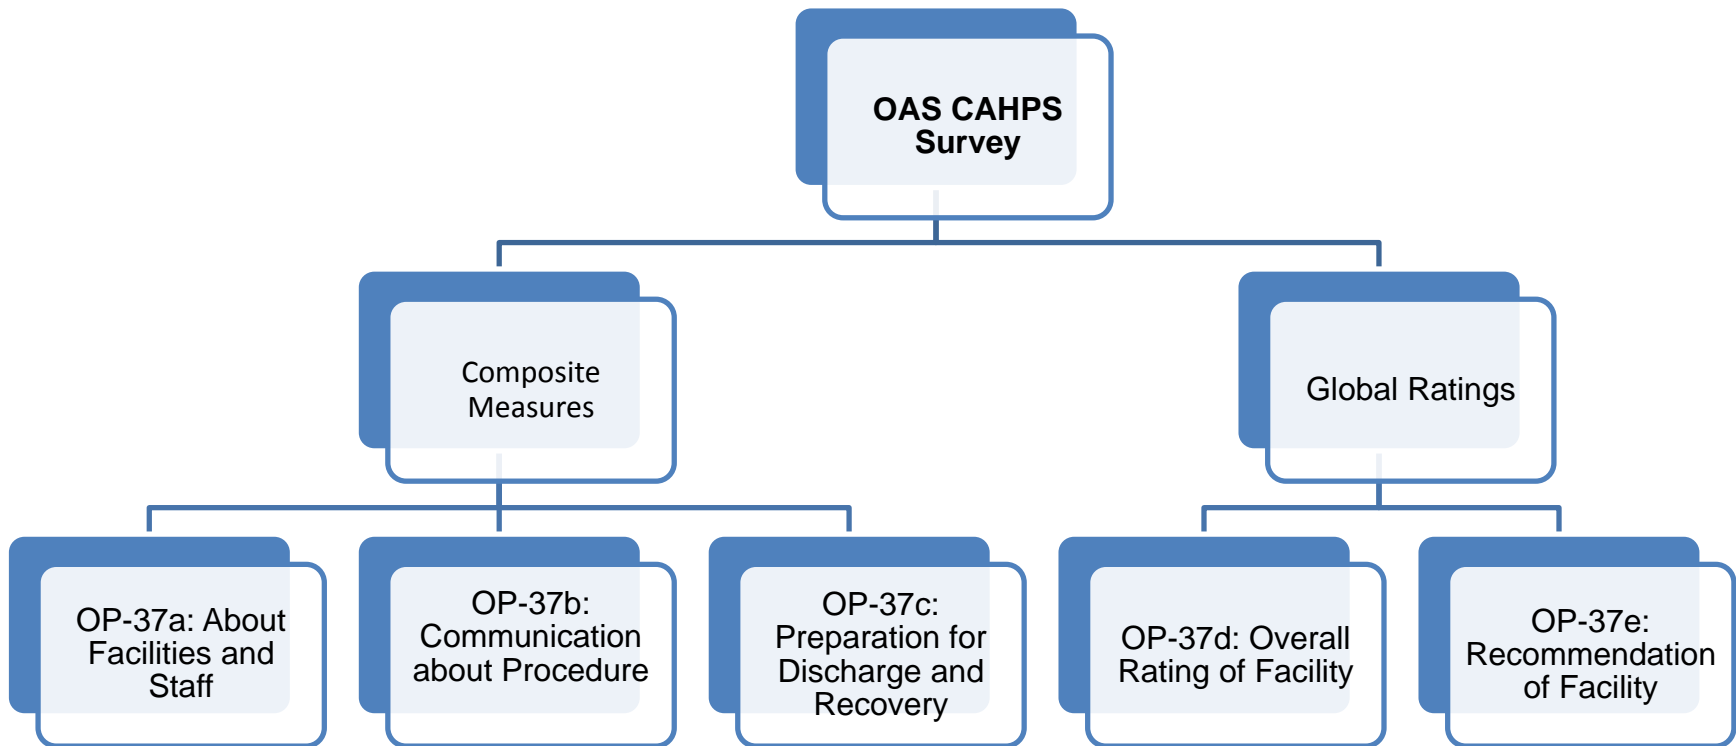 OAS CAHPS
Survey
Composite
Measures
Global Ratings
OP-37a: About
Facilities and
Staff
OP-37b:
Communication
about Procedure
OP-37c:
Preparation for
Discharge and
Recovery
OP-37d: Overall
Rating of Facility
OP-37e:
Recommendation
of Facility